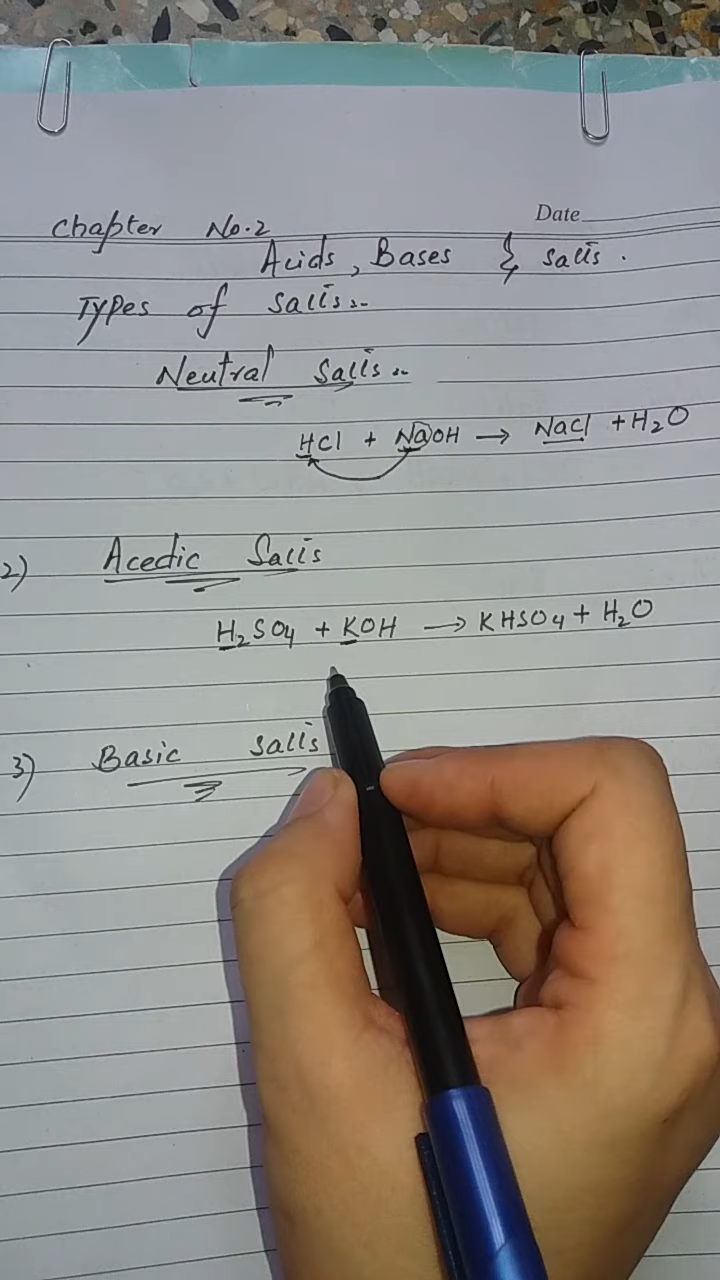 Date
Chapter No.2
Acids, Bases & Salts.
Types of Salts:-
Neutral Salts:-
HCl + NaOH → NaCl + H2O
2) Acedic Salts
H2SO4 + KOH → KHSO4 + H2O
3) Basic Salts